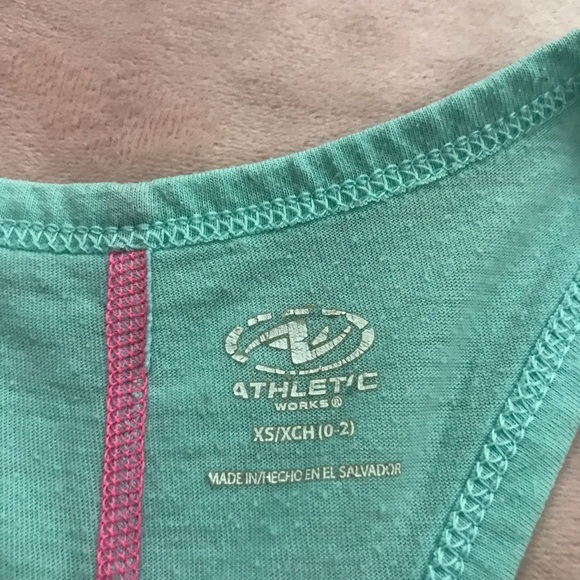 ATHLETIC
WORKS®
XS/XCH (0-2)
MADE IN/HECHO EN EL SALVADOR